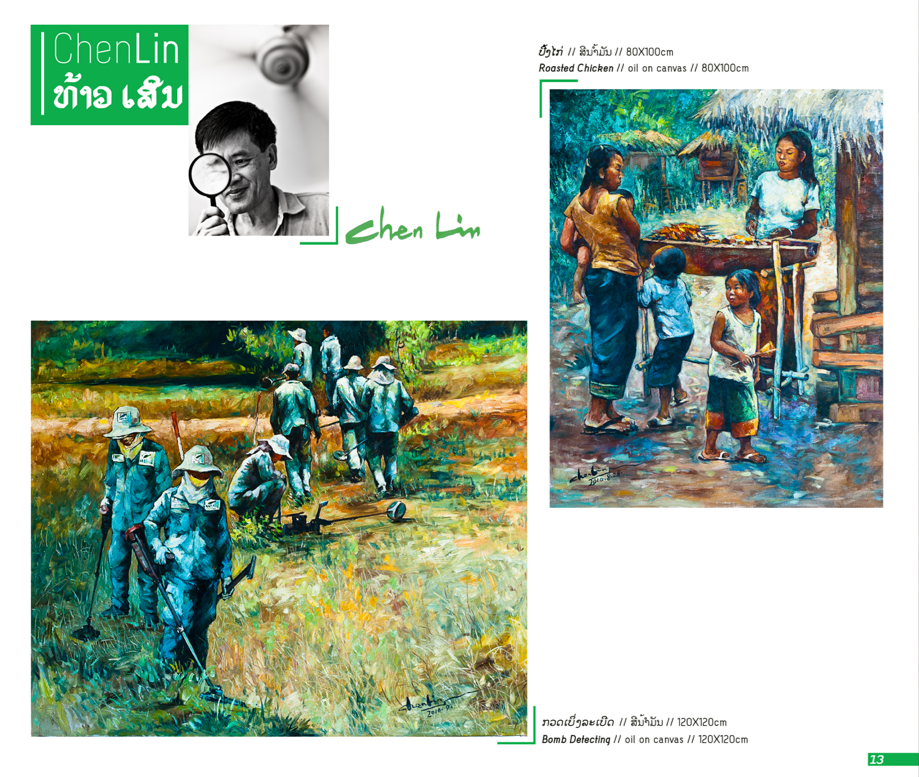 ChenLin
ທ້າວ ເສີນ
Chen Lin
ປີ້ງໄກ່ // ສີນ້ຳມັນ // 80X100cm
Roasted Chicken // oil on canvas // 80X100cm
ກວດເບິ່ງລະເບີດ // ສີນ້ຳມັນ // 120X120cm
Bomb Detecting // oil on canvas // 120X120cm
13